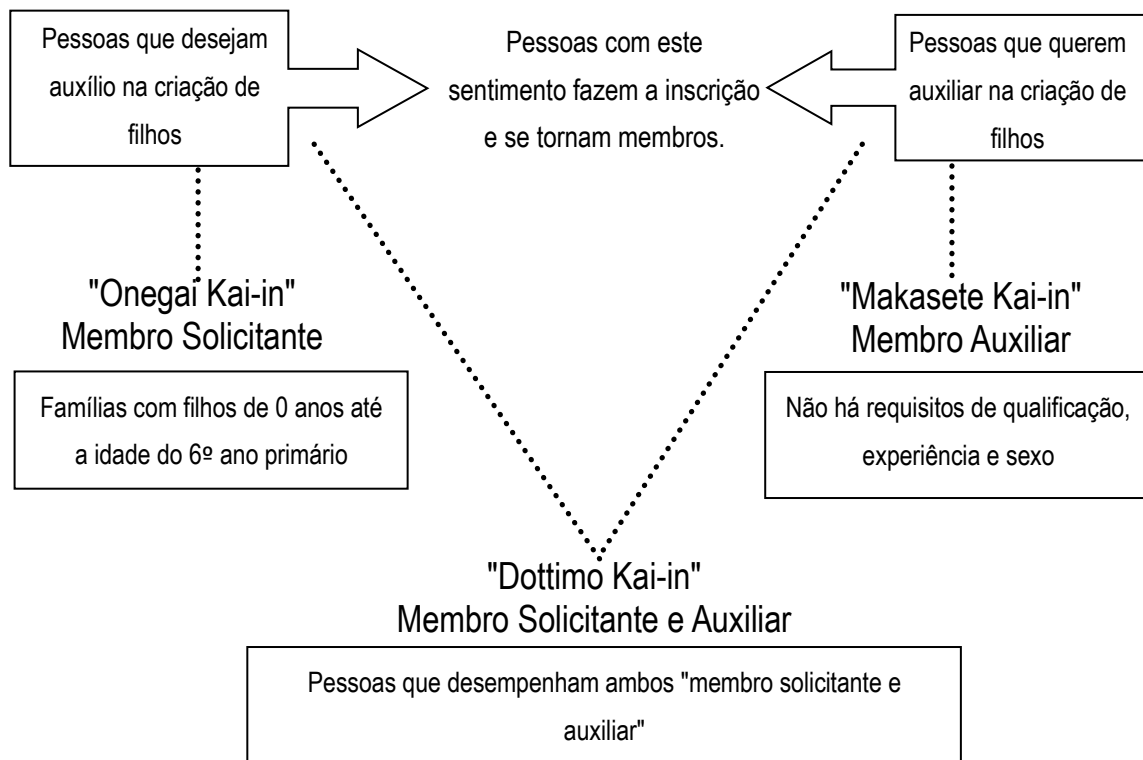 Pessoas que desejam
auxílio na criação de
filhos
Pessoas com este
sentimento fazem a inscrição
e se tornam membros.
Pessoas que querem
auxiliar na criação de
filhos
"Onegai Kai-in"
Membro Solicitante
Famílias com filhos de 0 anos até
a idade do 6º ano primário
"Makasete Kai-in"
Membro Auxiliar
Não há requisitos de qualificação,
experiência e sexo
"Dottimo Kai-in"
Membro Solicitante e Auxiliar
Pessoas que desempenham ambos "membro solicitante e
auxiliar"